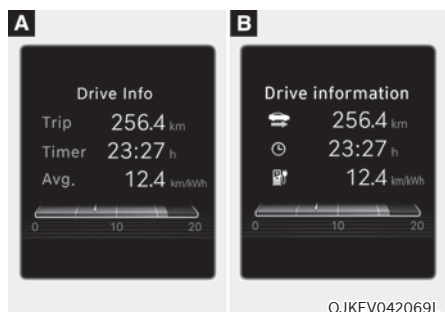 A
Drive Info
Trip 256.4 km
Timer 23:27 h
Avg. 12.4 km/kWh
0 10 20
B
Drive information
256.4 km
23:27 h
12.4 km/kWh
0 10 20
OJKEV042069L